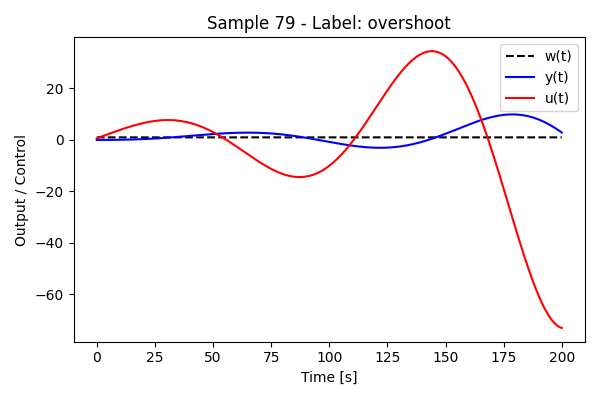 Sample 79 - Label: overshoot
Output / Control
20
0
−20
−40
−60
w(t)
y(t)
u(t)
0
25
50
75
100
125
150
175
200
Time [s]